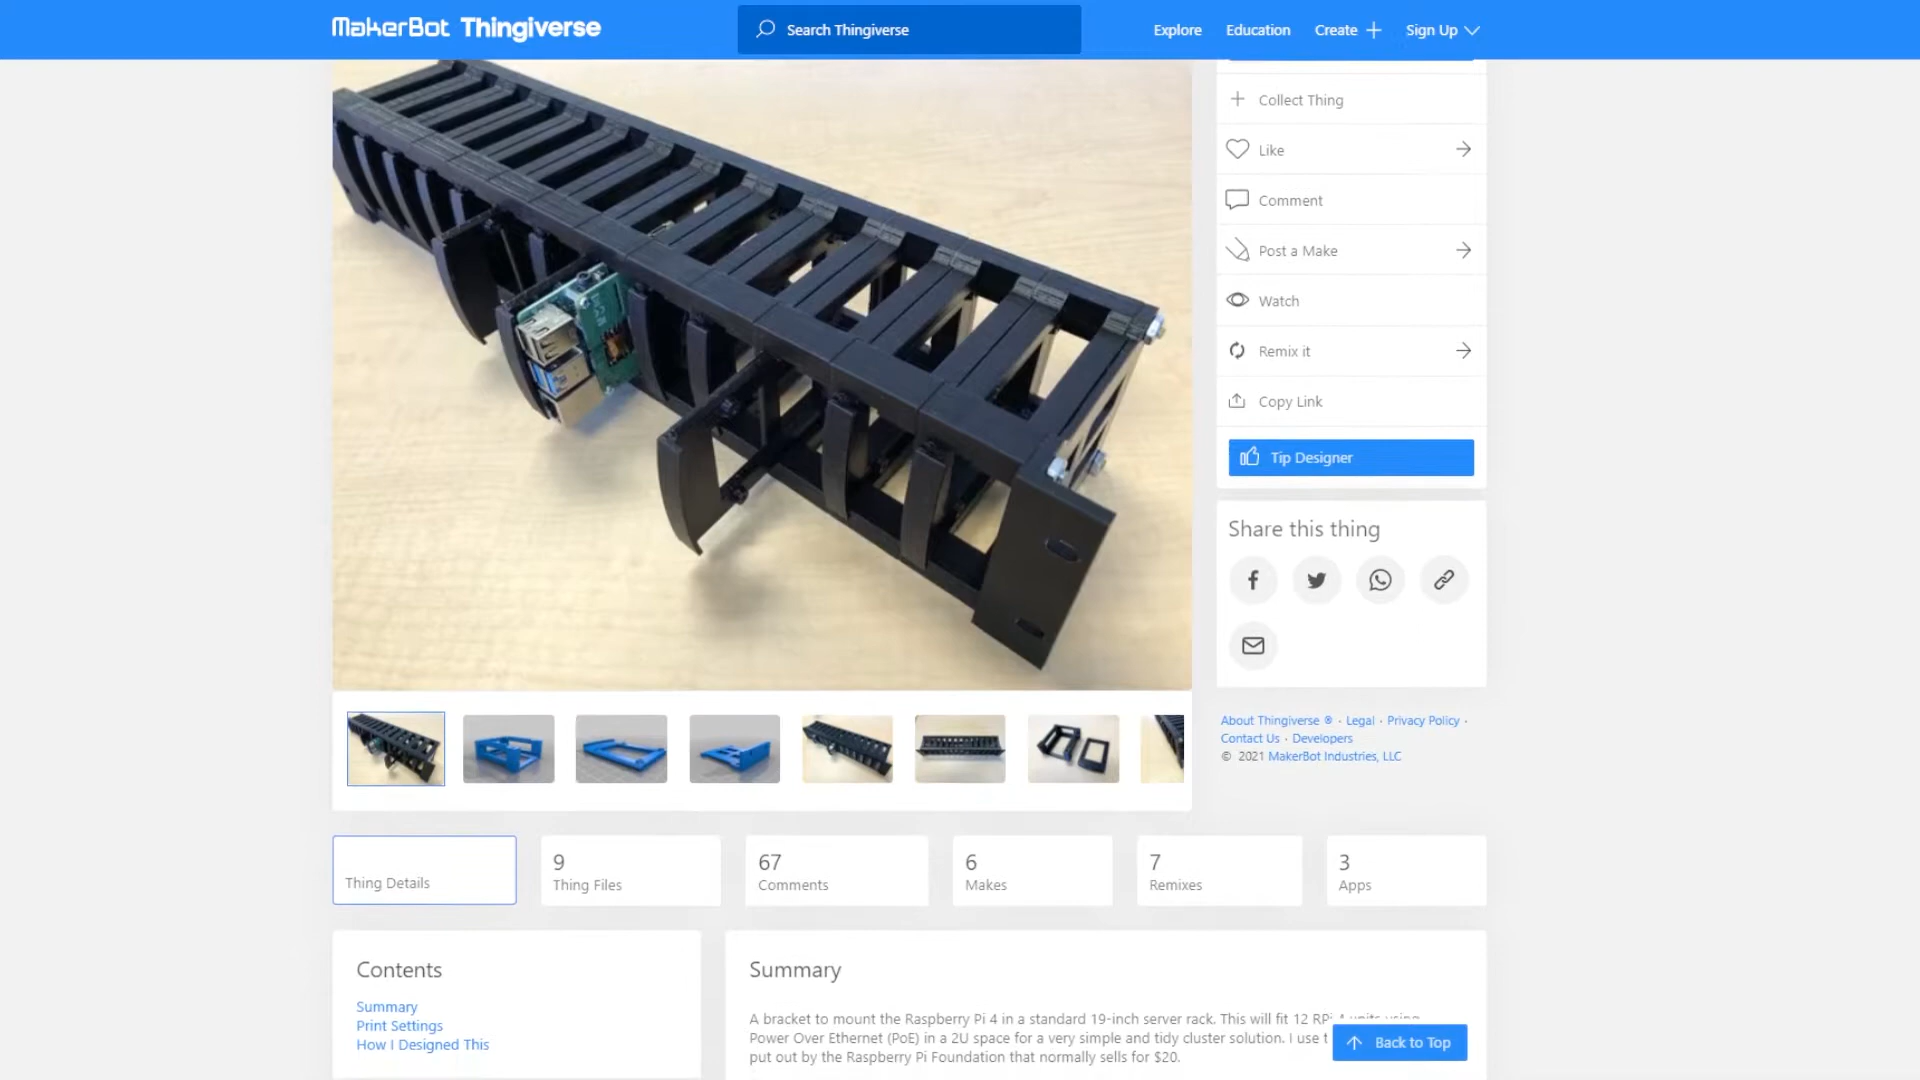 MakerBot Thingiverse
Search Thingiverse
Explore
Education
Create
Sign Up
Collect Thing
Like
Comment
Post a Make
Watch
Remix it
Copy Link
Tip Designer
Share this thing
About Thingiverse ® · Legal · Privacy Policy ·
Contact Us · Developers
© 2021 MakerBot Industries, LLC
Thing Details
9
Thing Files
67
Comments
6
Makes
7
Remixes
3
Apps
Contents
Summary
Print Settings
How I Designed This
Summary
A bracket to mount the Raspberry Pi 4 in a standard 19-inch server rack. This will fit 12 RPi 4 units using
Power Over Ethernet (PoE) in a 2U space for a very simple and tidy cluster solution. I use
put out by the Raspberry Pi Foundation that normally sells for $20.
Back to Top